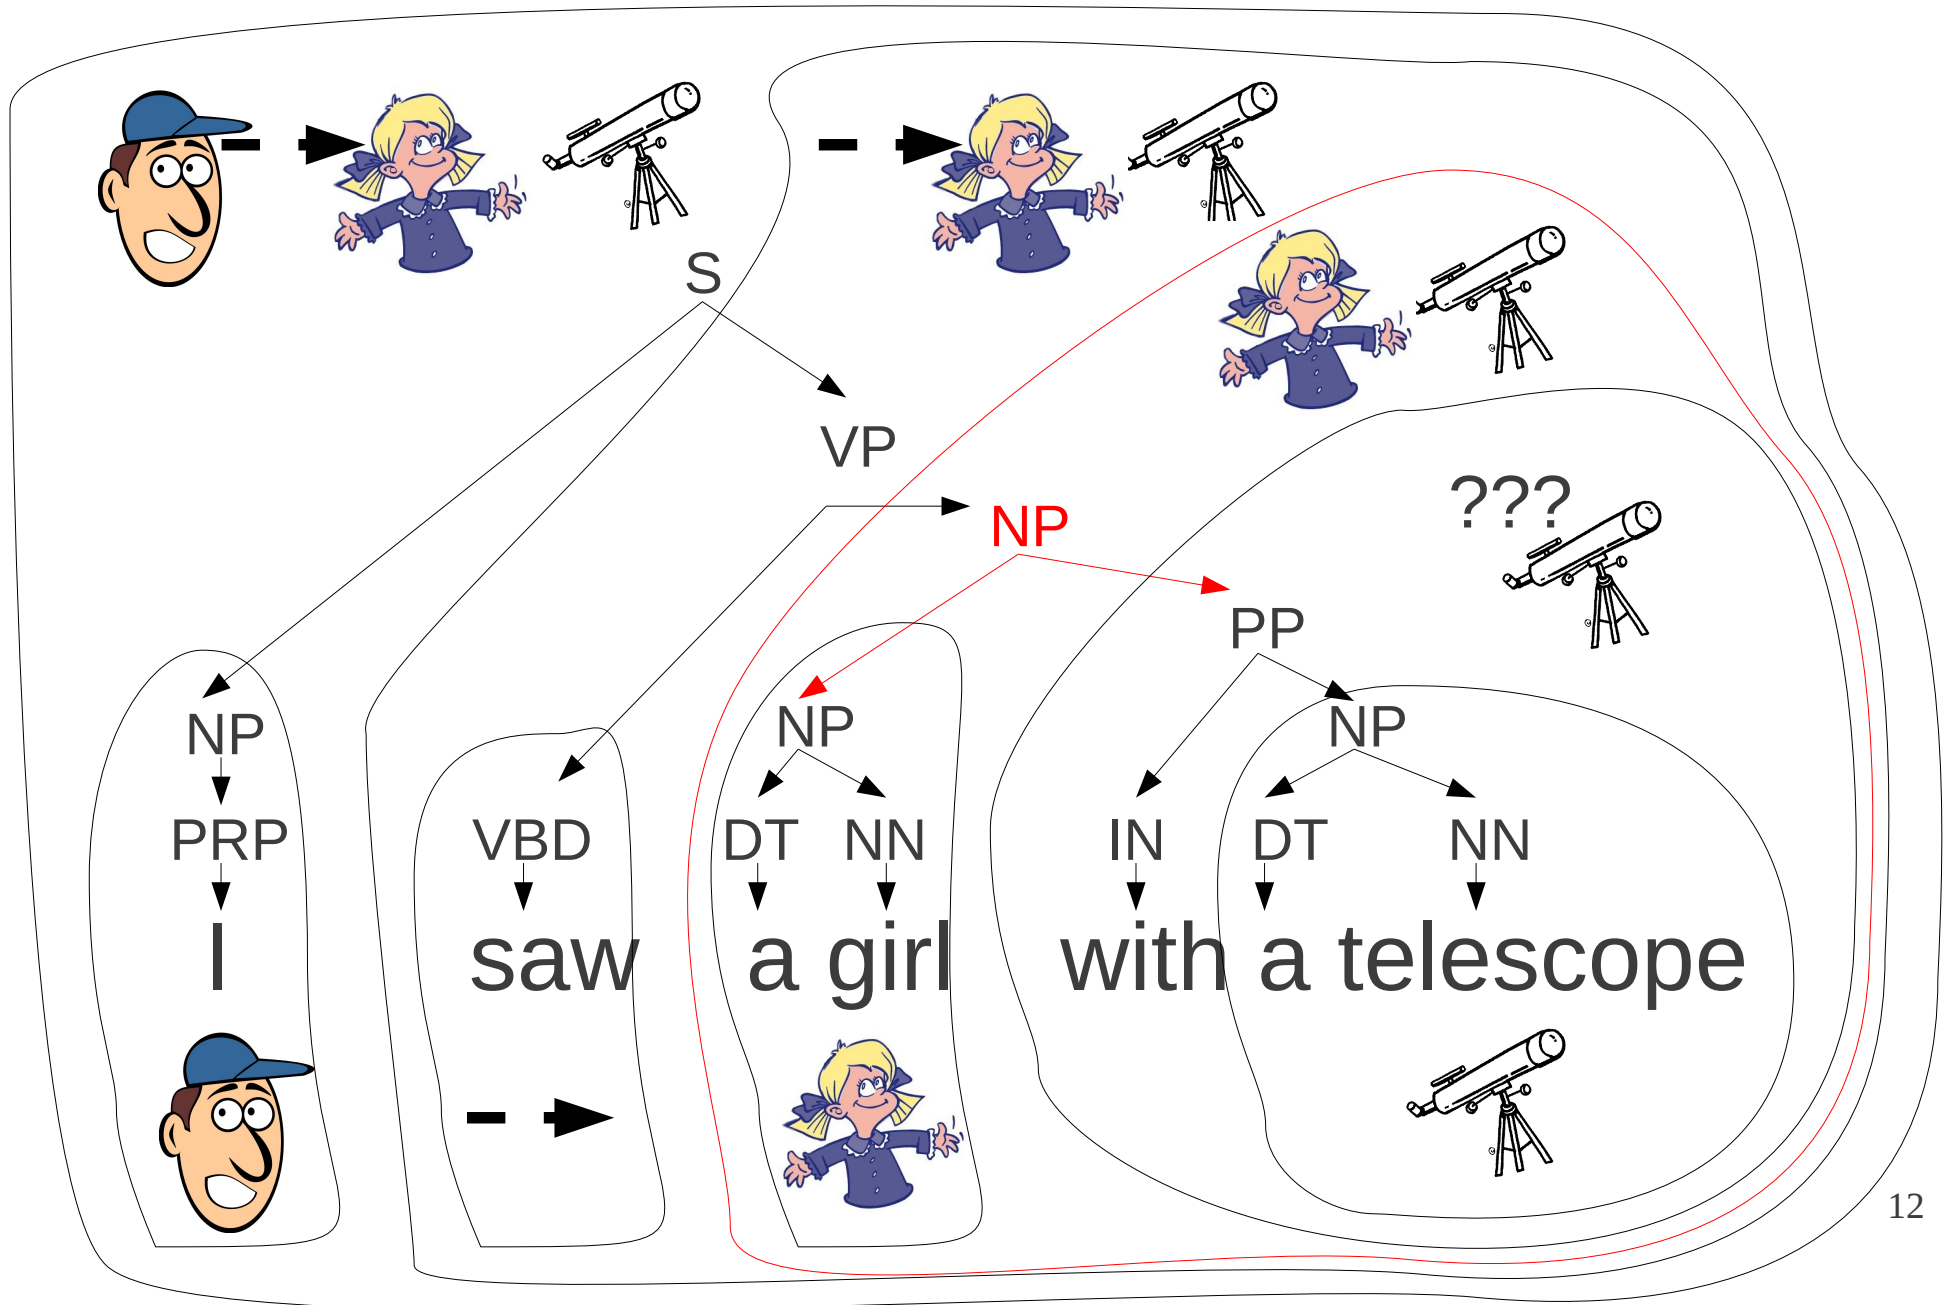 S
VP
???
NP
PP
NP NP NP
PRP VBD DT NN IN DT NN
I saw a girl with a telescope
12